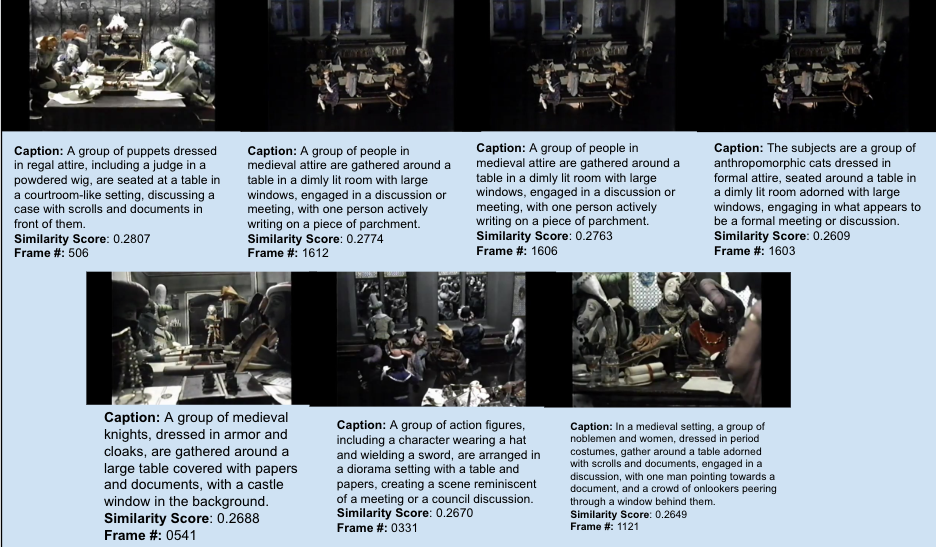 Caption: A group of puppets dressed
in regal attire, including a judge in a
powdered wig, are seated at a table in
a courtroom-like setting, discussing a
case with scrolls and documents in
front of them.
Similarity Score: 0.2807
Frame #: 506
Caption: A group of people in
medieval attire are gathered around a
table in a dimly lit room with large
windows, engaged in a discussion or
meeting, with one person actively
writing on a piece of parchment.
Similarity Score: 0.2774
Frame #: 1612
Caption: A group of people in
medieval attire are gathered around a
table in a dimly lit room with large
windows, engaged in a discussion or
meeting, with one person actively
writing on a piece of parchment.
Similarity Score: 0.2763
Frame #: 1606
Caption: The subjects are a group of
anthropomorphic cats dressed in
formal attire, seated around a table in
a dimly lit room adorned with large
windows, engaging in what appears to
be a formal meeting or discussion.
Similarity Score: 0.2609
Frame #: 1603
Caption: A group of medieval
knights, dressed in armor and
cloaks, are gathered around a
large table covered with papers
and documents, with a castle
window in the background.
Similarity Score: 0.2688
Frame #: 0541
Caption: A group of action figures,
including a character wearing a hat
and wielding a sword, are arranged in
a diorama setting with a table and
papers, creating a scene reminiscent
of a meeting or a council discussion.
Similarity Score: 0.2670
Frame #: 0331
Caption: In a medieval setting, a group of
noblemen and women, dressed in period
costumes, gather around a table adorned
with scrolls and documents, engaged in a
discussion, with one man pointing towards a
document, and a crowd of onlookers peering
through a window behind them.
Similarity Score: 0.2649
Frame #: 1121